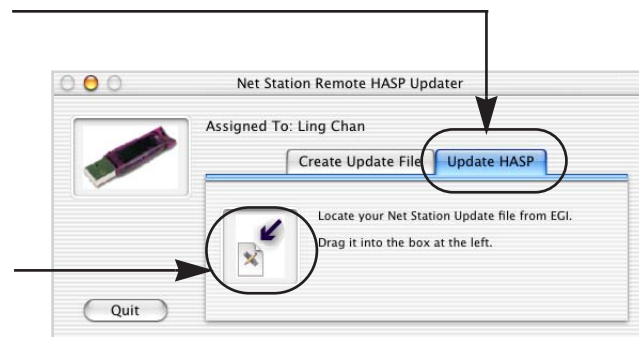 Net Station Remote HASP Updater
Assigned To: Ling Chan
Create Update File
Update HASP
Locate your Net Station Update file from EGI.
Drag it into the box at the left.
Quit